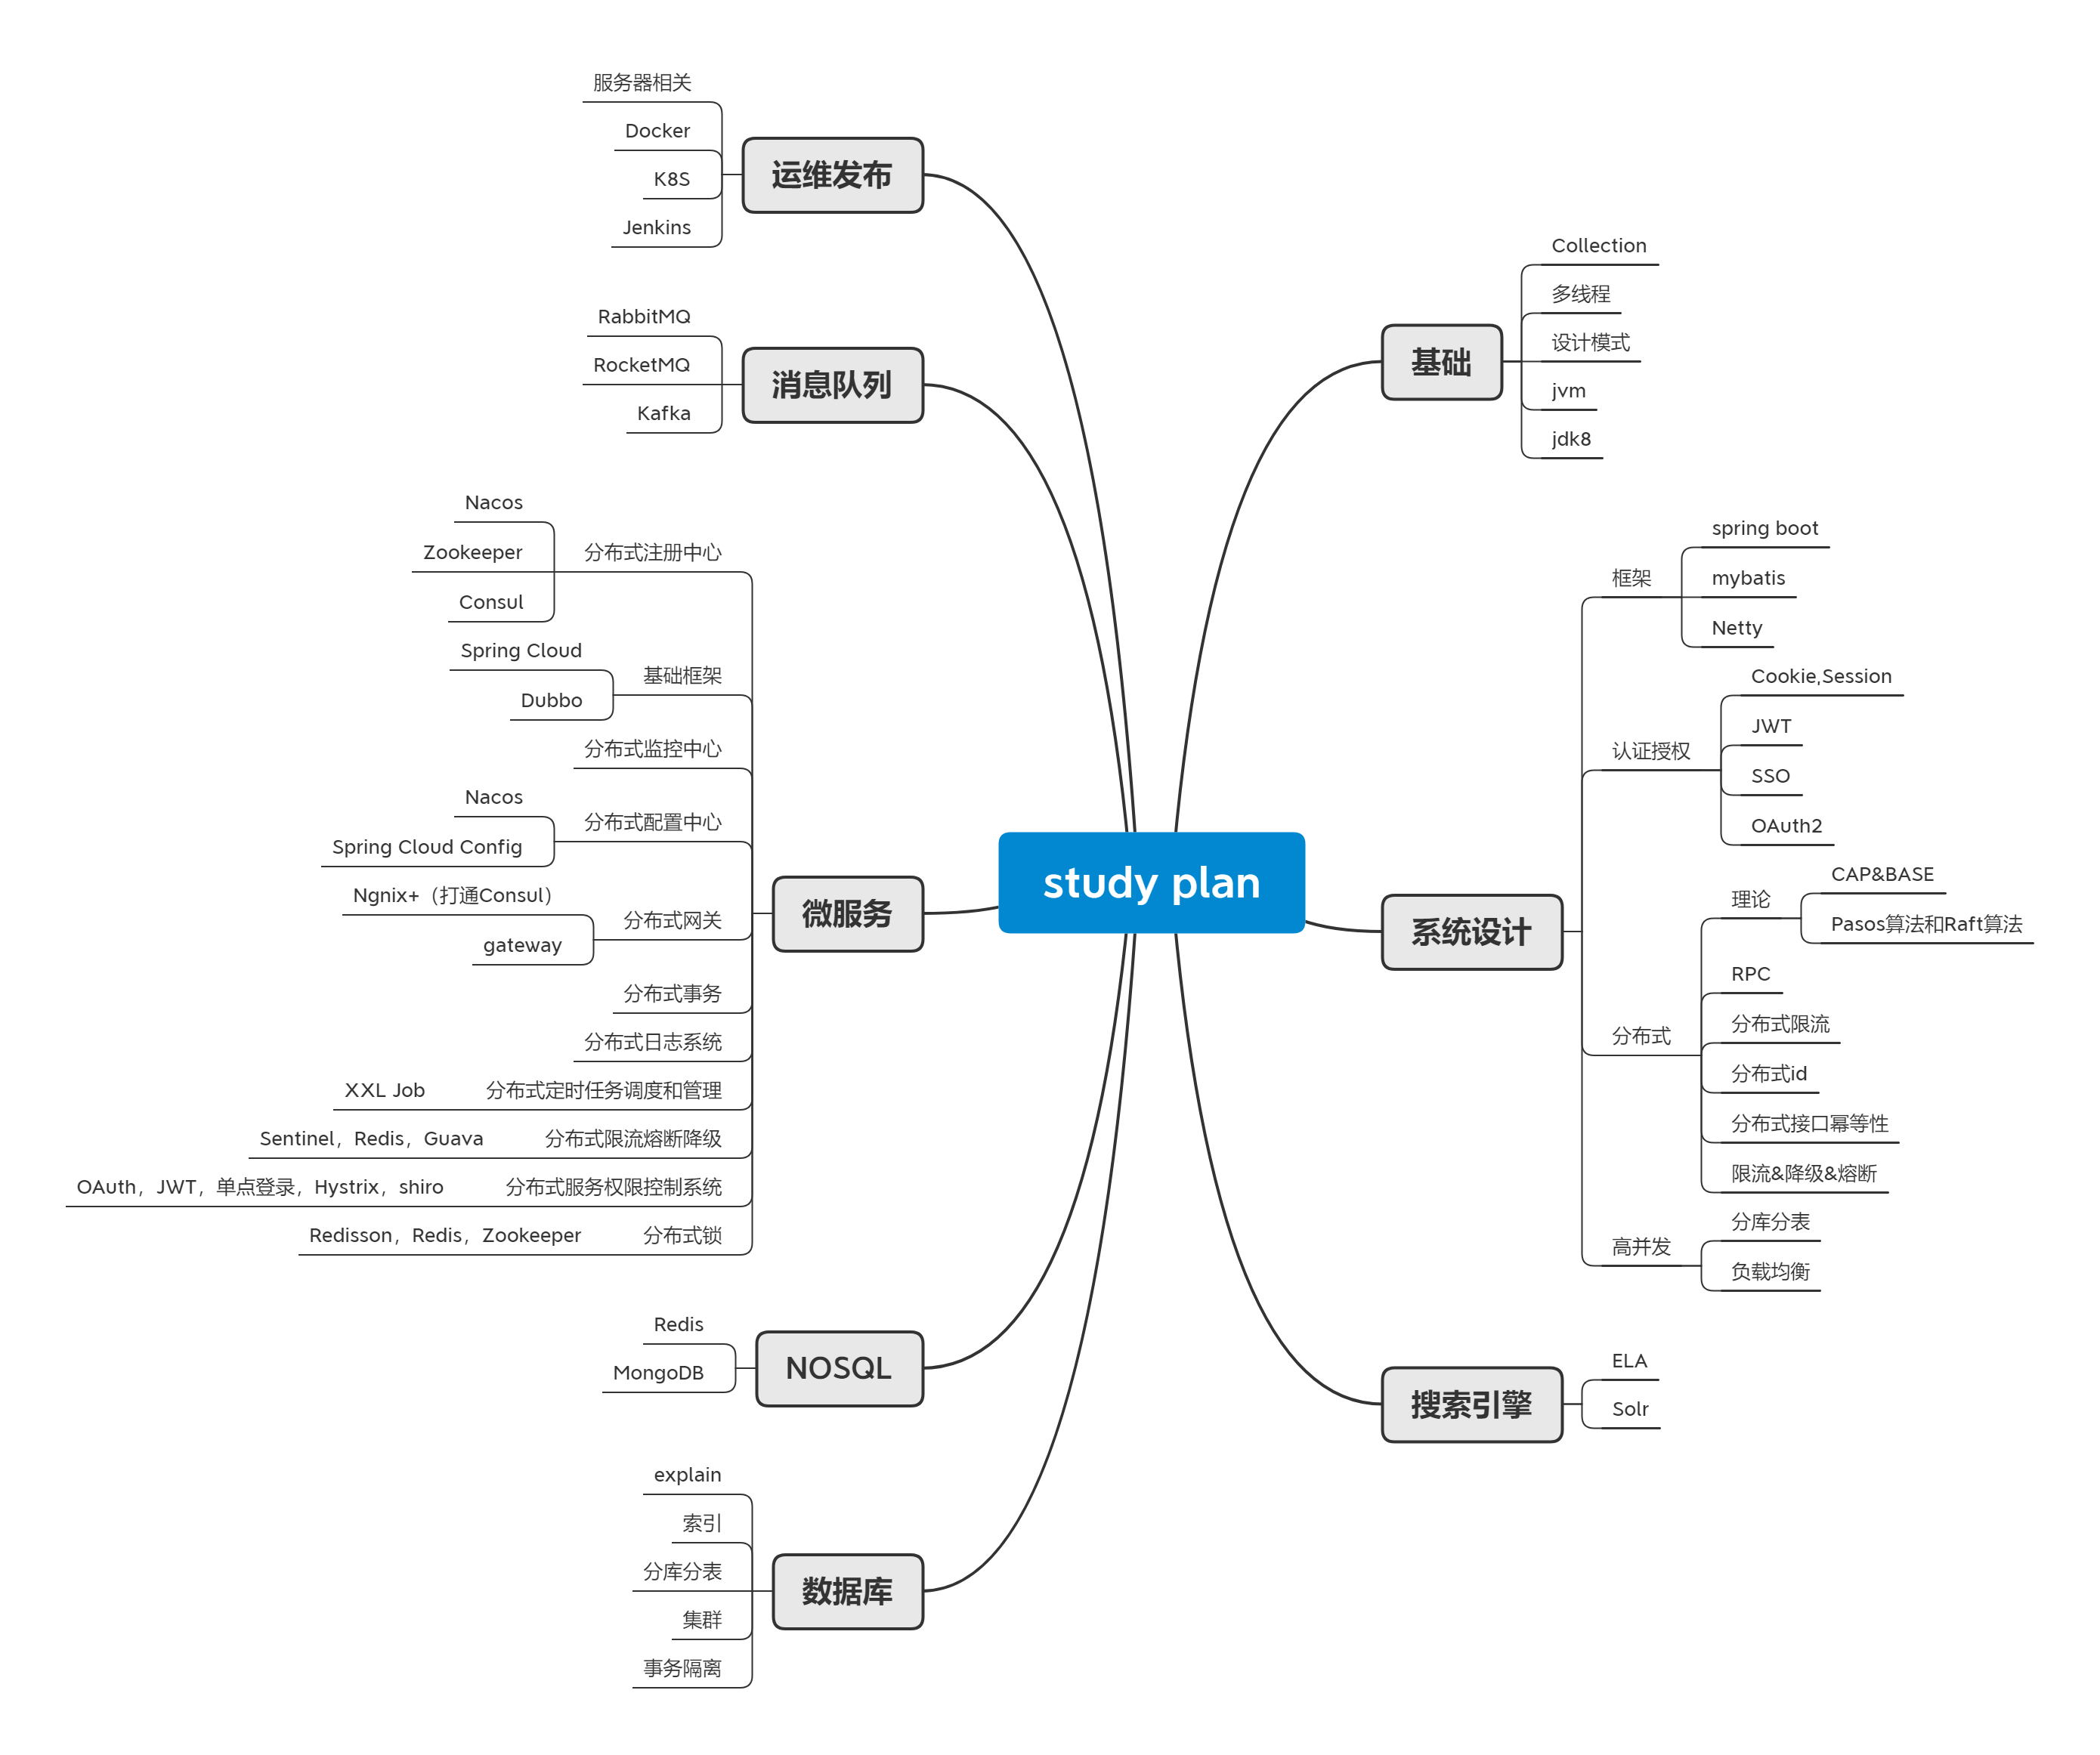 study plan
基础
Collection
多线程
设计模式
jvm
jdk8
系统设计
框架
spring boot
mybatis
Netty
认证授权
Cookie,Session
JWT
SSO
OAuth2
分布式
理论
CAP&BASE
Pasos算法和Raft算法
RPC
分布式限流
分布式id
分布式接口幂等性
限流&降级&熔断
高并发
分库分表
负载均衡
搜索引擎
ELA
Solr
运维发布
服务器相关
Docker
K8S
Jenkins
消息队列
RabbitMQ
RocketMQ
Kafka
微服务
分布式注册中心
Nacos
Zookeeper
Consul
基础框架
Spring Cloud
Dubbo
分布式监控中心
分布式配置中心
Nacos
Spring Cloud Config
分布式网关
Ngnix+（打通Consul）
gateway
分布式事务
分布式日志系统
分布式定时任务调度和管理
XXL Job
分布式限流熔断降级
Sentinel，Redis，Guava
分布式服务权限控制系统
OAuth，JWT，单点登录，Hystrix，shiro
分布式锁
Redisson，Redis，Zookeeper
NOSQL
Redis
MongoDB
数据库
explain
索引
分库分表
集群
事务隔离